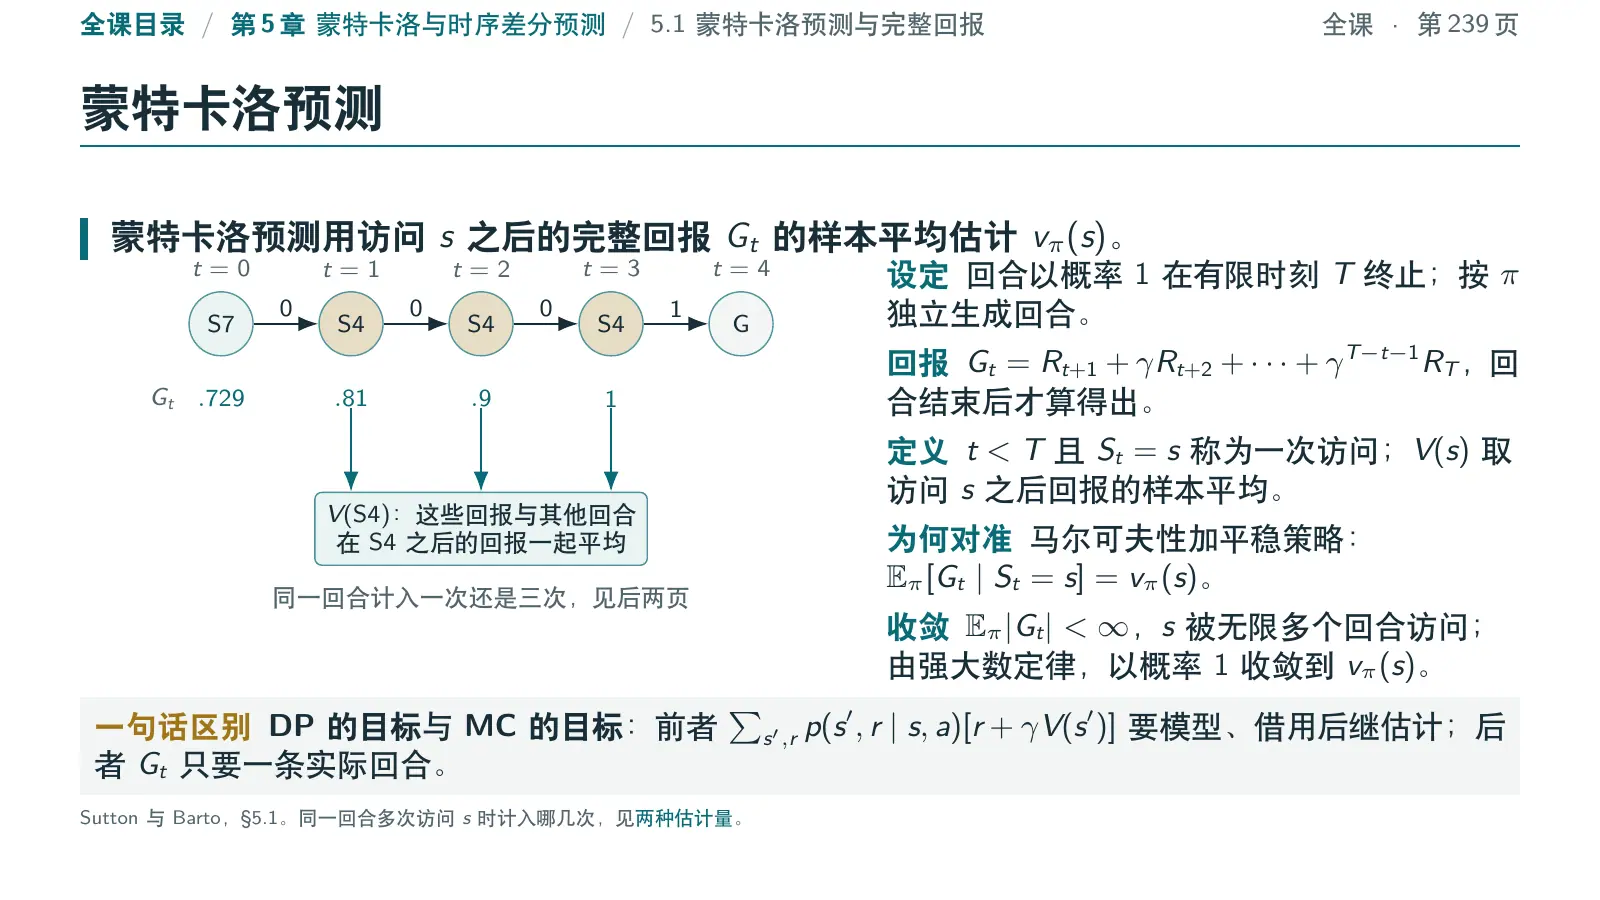 全课目录 / 第 5 章 蒙特卡洛与时序差分预测 / 5.1 蒙特卡洛预测与完整回报
全课 · 第 239 页
蒙特卡洛预测
蒙特卡洛预测用访问 s 之后的完整回报 G_t 的样本平均估计 v_π(s)。
t = 0 t = 1 t = 2 t = 3 t = 4
S7 0 S4 0 S4 0 S4 1 G
G_t .729 .81 .9 1
V(S4)：这些回报与其他回合
在 S4 之后的回报一起平均
同一回合计入一次还是三次，见后两页
设定 回合以概率 1 在有限时刻 T 终止；按 π
独立生成回合。
回报 G_t = R_{t+1} + γR_{t+2} + ··· + γ^{T−t−1}R_T，回
合结束后才算得出。
定义 t < T 且 S_t = s 称为一次访问；V(s) 取
访问 s 之后回报的样本平均。
为何对准 马尔可夫性加平稳策略：
𝔼_π[G_t | S_t = s] = v_π(s)。
收敛 𝔼_π|G_t| < ∞，s 被无限多个回合访问；
由强大数定律，以概率 1 收敛到 v_π(s)。
一句话区别 DP 的目标与 MC 的目标：前者 ∑_{s′,r} p(s′, r | s, a)[r + γV(s′)] 要模型、借用后继估计；后
者 G_t 只要一条实际回合。
Sutton 与 Barto，§5.1。同一回合多次访问 s 时计入哪几次，见两种估计量。